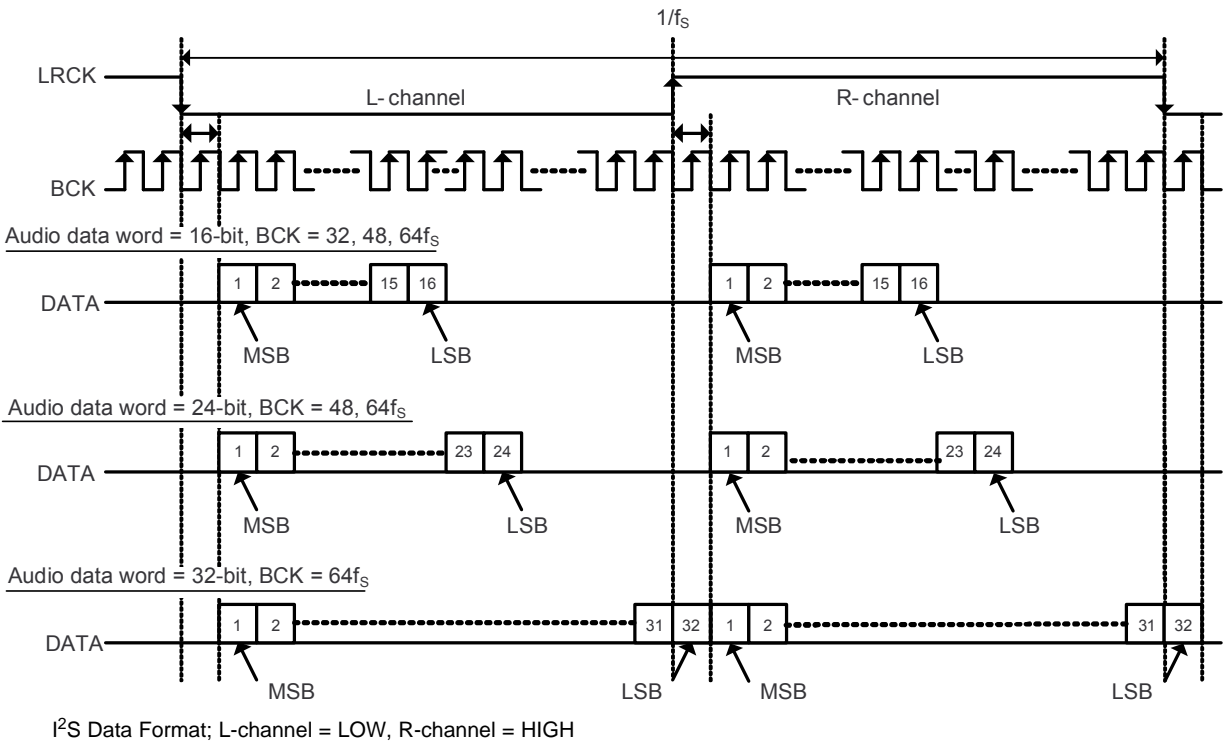 1/fS
LRCK
L- channel
R- channel
BCK
Audio data word = 16-bit, BCK = 32, 48, 64fS
DATA
1 2 15 16 1 2 15 16
MSB LSB MSB LSB
Audio data word = 24-bit, BCK = 48, 64fS
DATA
1 2 23 24 1 2 23 24
MSB LSB MSB LSB
Audio data word = 32-bit, BCK = 64fS
DATA
1 2 31 32 1 2 31 32
MSB LSB MSB LSB
I2S Data Format; L-channel = LOW, R-channel = HIGH